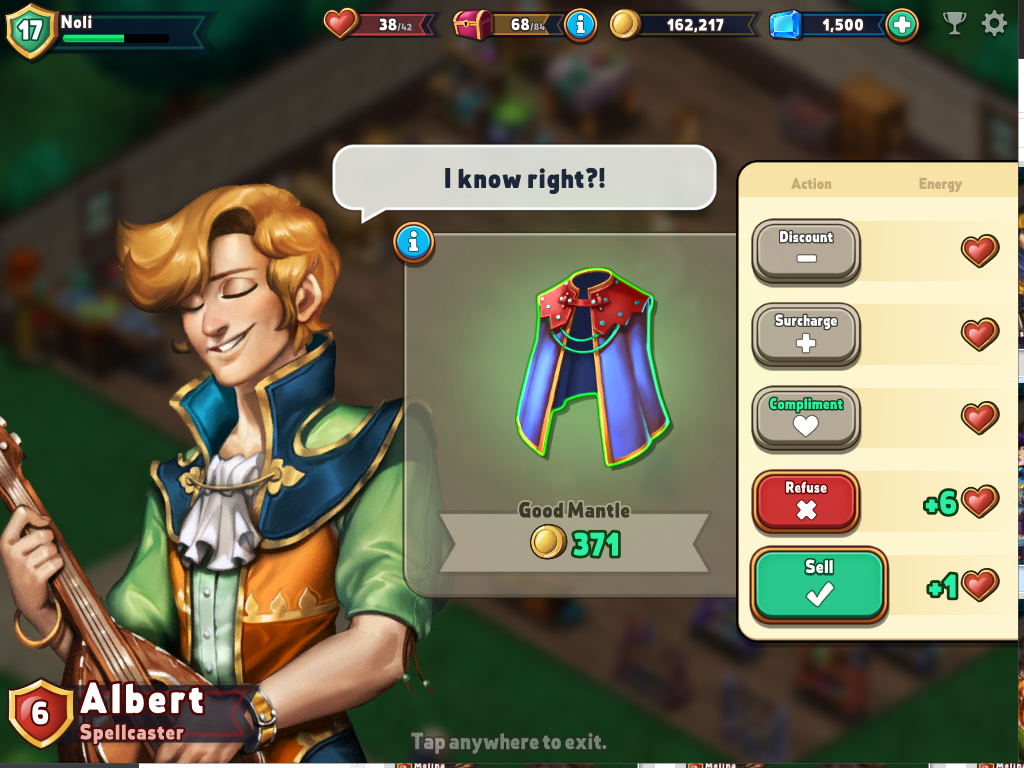 17
Noli
38/42
68/84
162,217
1,500
I know right?!
Action
Energy
Discount
Surcharge
Compliment
Refuse
+6
Sell
+1
Good Mantle
371
6
Albert
Spellcaster
Tap anywhere to exit.